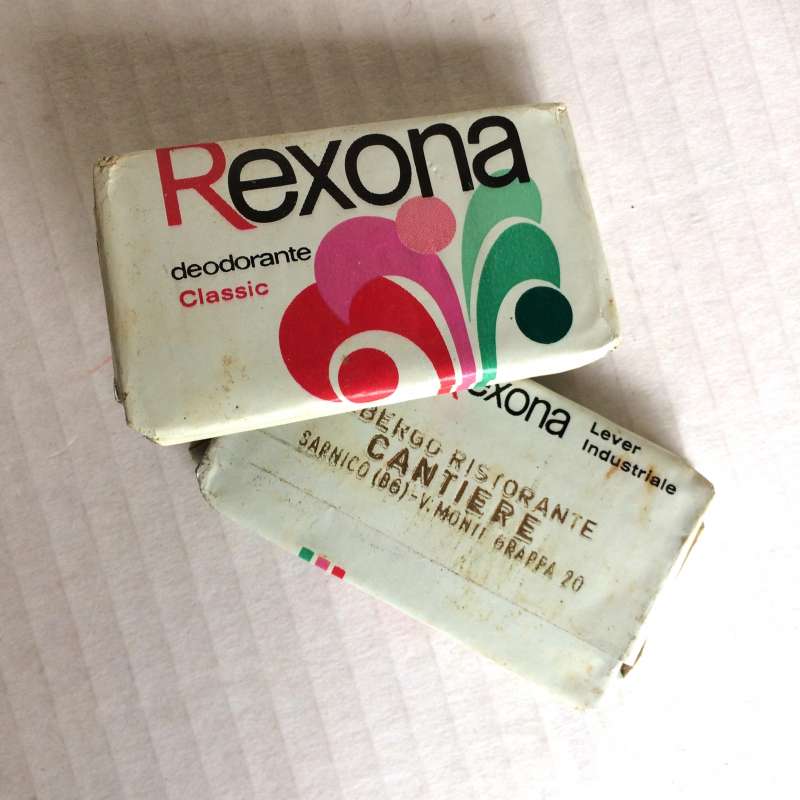 Rexona
deodorante
Classic
exona
Lever
Industriale
BERGO RISTORANTE
CANTIERE
SARNICO (BG)-V. MONTE GRAPPA 20